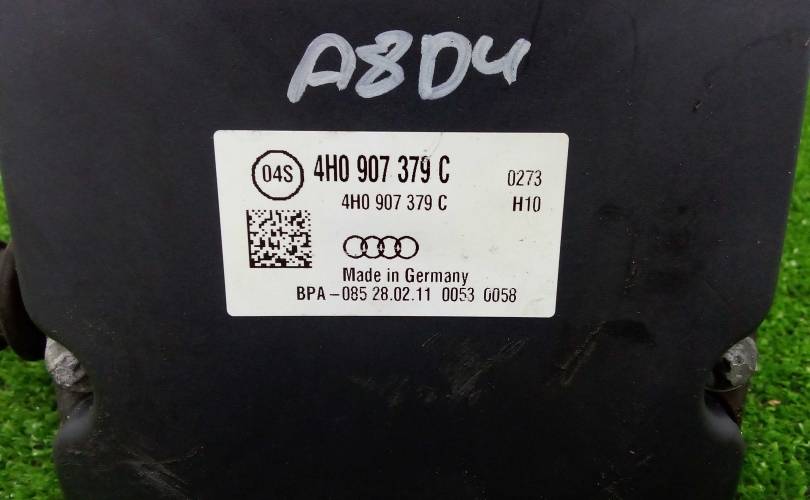 A8D4
04S 4H0 907 379 C 0273
4H0 907 379 C H10
Made in Germany
BPA-085 28.02.11 0053 0058